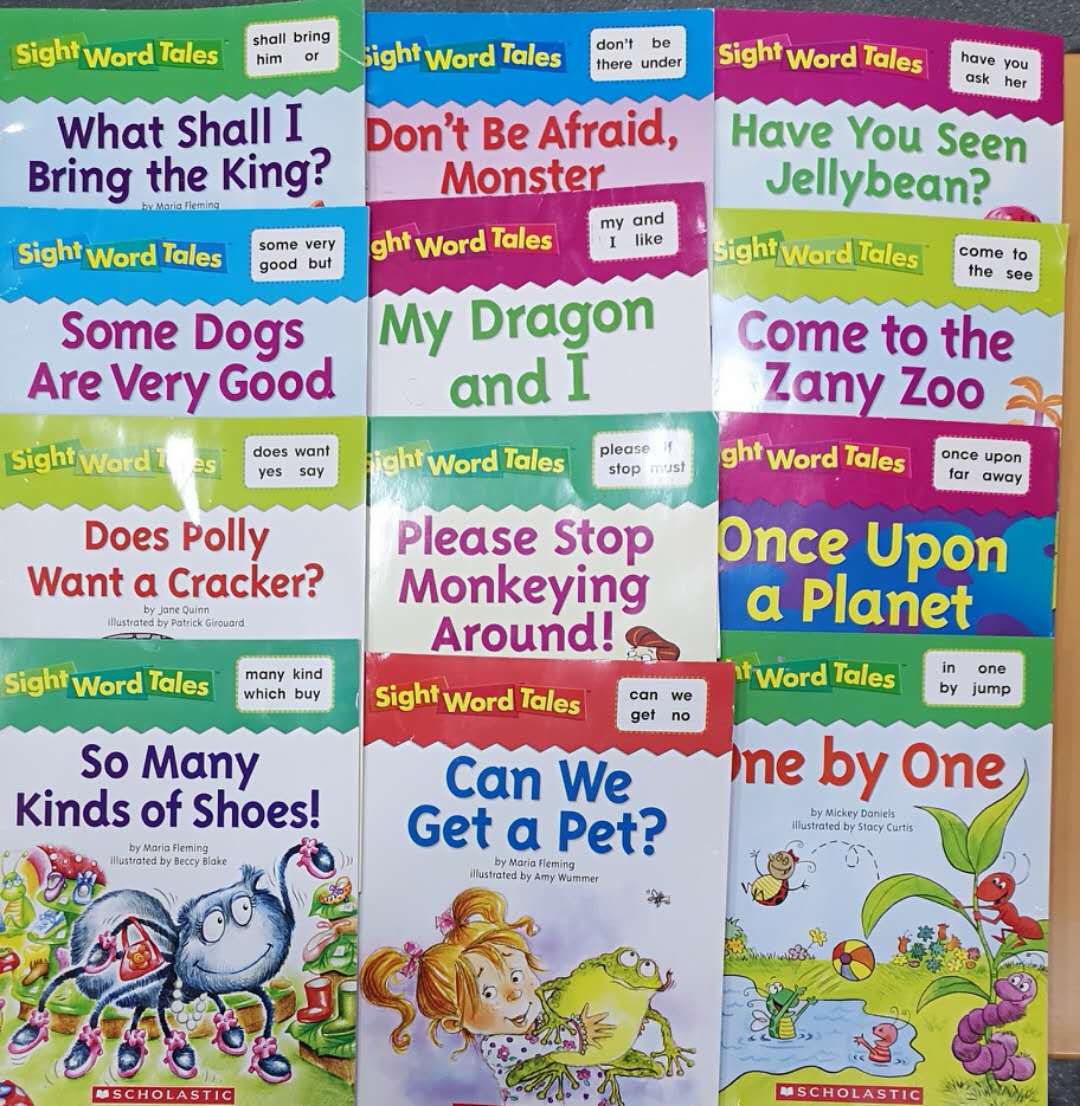 Sight Word Tales
shall bring
him or
What Shall I
Bring the King?
by Maria Fleming
Sight Word Tales
don't be
there under
Don't Be Afraid,
Monster
Sight Word Tales
have you
ask her
Have You Seen
Jellybean?
Sight Word Tales
some very
good but
Some Dogs
Are Very Good
ght Word Tales
my and
I like
My Dragon
and I
Sight Word Tales
come to
the see
Come to the
Zany Zoo
Sight Word Tales
does want
yes say
Does Polly
Want a Cracker?
by Jane Quinn
illustrated by Patrick Girouard
Sight Word Tales
please if
stop must
Please Stop
Monkeying
Around!
ght Word Tales
once upon
far away
Once Upon
a Planet
Sight Word Tales
many kind
which buy
So Many
Kinds of Shoes!
by Maria Fleming
illustrated by Beccy Blake
SCHOLASTIC
Sight Word Tales
can we
get no
Can We
Get a Pet?
by Maria Fleming
illustrated by Amy Wummer
SCHOLASTIC
ht Word Tales
in one
by jump
One by One
by Mickey Daniels
illustrated by Stacy Curtis
SCHOLASTIC